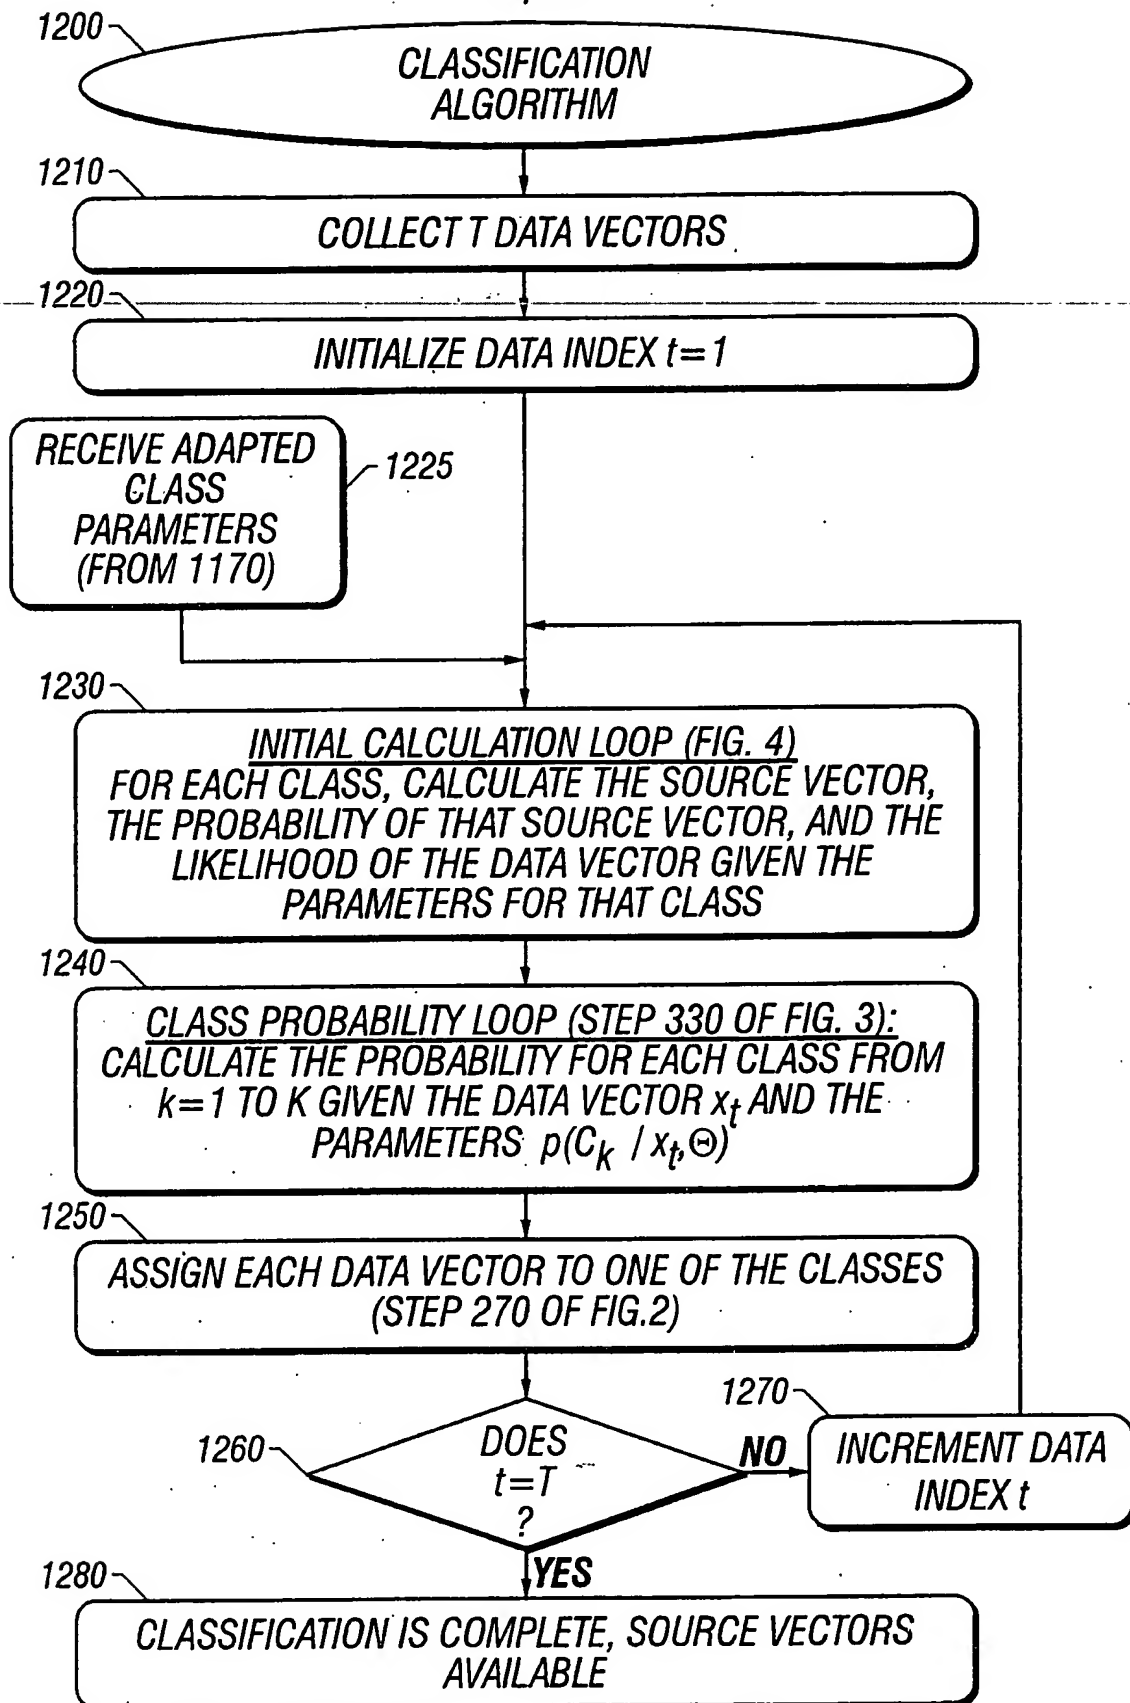 1200
CLASSIFICATION
ALGORITHM
1210
COLLECT T DATA VECTORS
1220
INITIALIZE DATA INDEX t=1
RECEIVE ADAPTED
CLASS
PARAMETERS
(FROM 1170)
1225
1230
INITIAL CALCULATION LOOP (FIG. 4)
FOR EACH CLASS, CALCULATE THE SOURCE VECTOR,
THE PROBABILITY OF THAT SOURCE VECTOR, AND THE
LIKELIHOOD OF THE DATA VECTOR GIVEN THE
PARAMETERS FOR THAT CLASS
1240
CLASS PROBABILITY LOOP (STEP 330 OF FIG. 3):
CALCULATE THE PROBABILITY FOR EACH CLASS FROM
k=1 TO K GIVEN THE DATA VECTOR x_t AND THE
PARAMETERS p(C_k / x_t,Θ)
1250
ASSIGN EACH DATA VECTOR TO ONE OF THE CLASSES
(STEP 270 OF FIG.2)
1260
DOES
t=T
?
NO
1270
INCREMENT DATA
INDEX t
YES
1280
CLASSIFICATION IS COMPLETE, SOURCE VECTORS
AVAILABLE